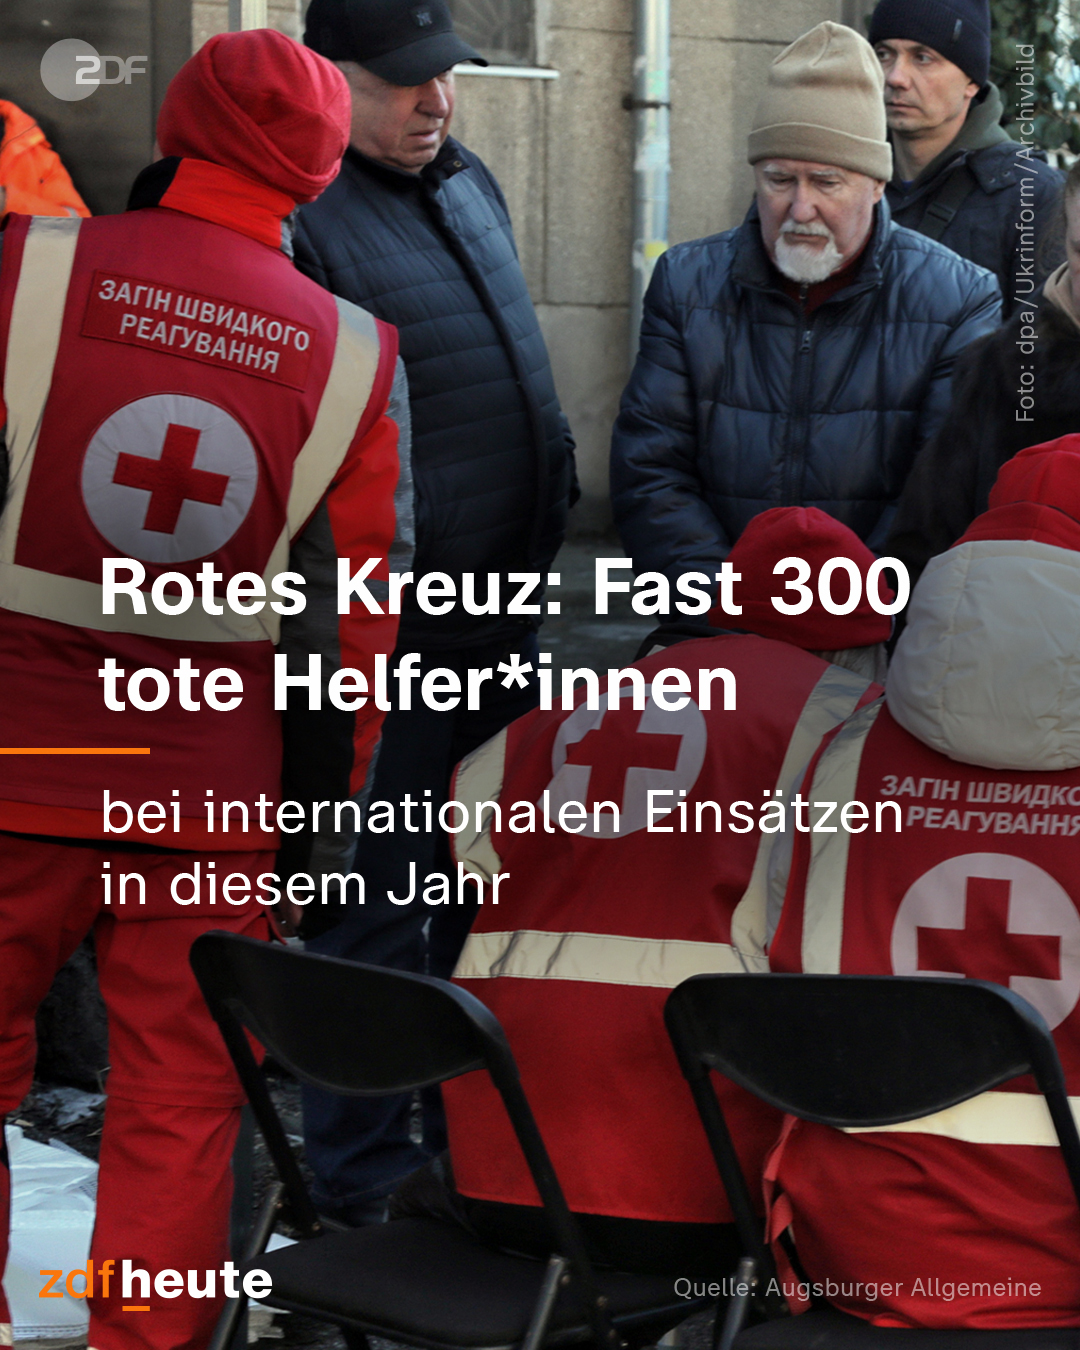 ZDF
Foto: dpa/Ukrinform/Archivbild
ЗАГІН ШВИДКОГО
РЕАГУВАННЯ
Rotes Kreuz: Fast 300
tote Helfer*innen
bei internationalen Einsätzen
in diesem Jahr
ЗАГІН ШВИДКО
РЕАГУВАННЯ
zdfheute
Quelle: Augsburger Allgemeine